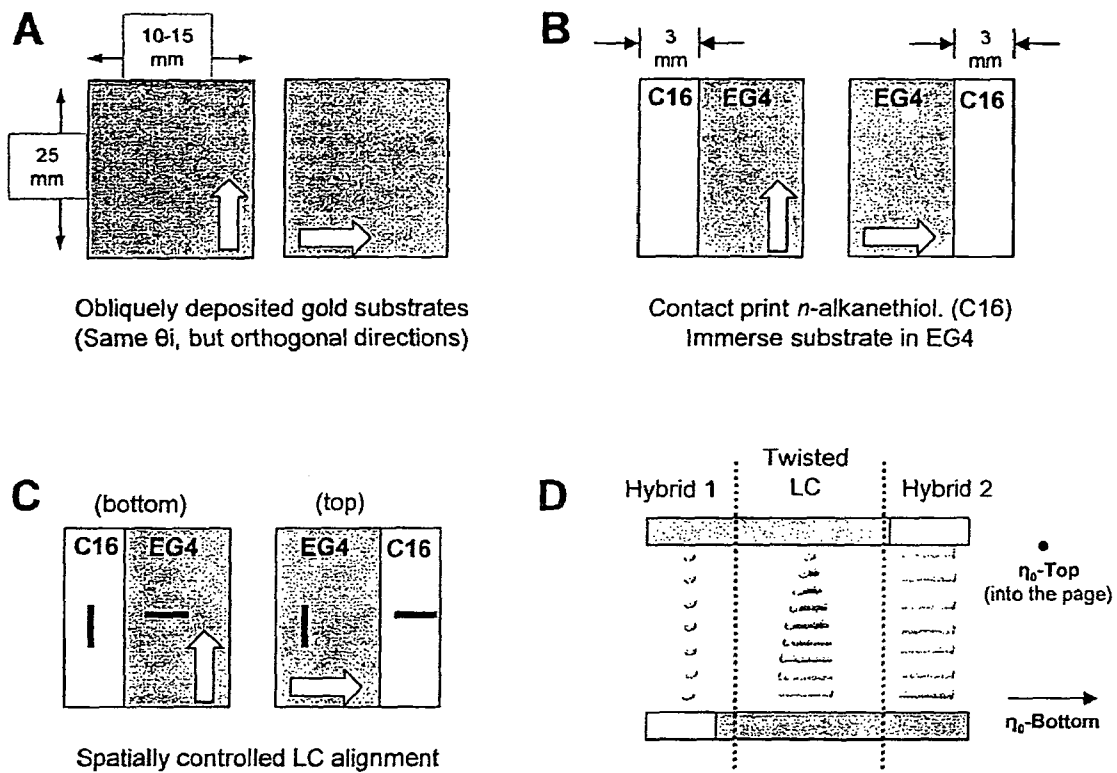 A
10-15
mm
25
mm
Obliquely deposited gold substrates
(Same θi, but orthogonal directions)
B
3
mm
3
mm
C16 EG4
EG4 C16
Contact print n-alkanethiol. (C16)
Immerse substrate in EG4
C
(bottom)
(top)
C16 EG4
EG4 C16
Spatially controlled LC alignment
D
Hybrid 1
Twisted
LC
Hybrid 2
η₀-Top
(into the page)
η₀-Bottom